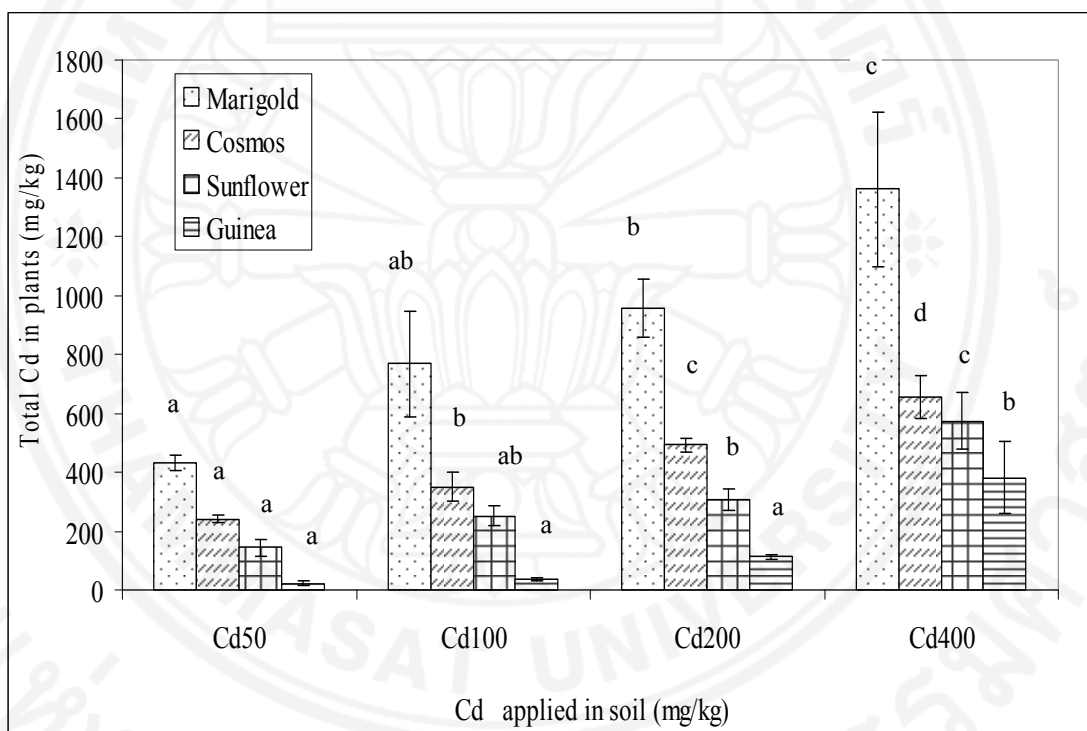 Total Cd in plants (mg/kg)
1800
1600
1400
1200
1000
800
600
400
200
0
Marigold
Cosmos
Sunflower
Guinea
a
a
a
a
ab
b
ab
a
b
c
b
a
c
d
c
b
Cd50
Cd100
Cd200
Cd400
Cd applied in soil (mg/kg)